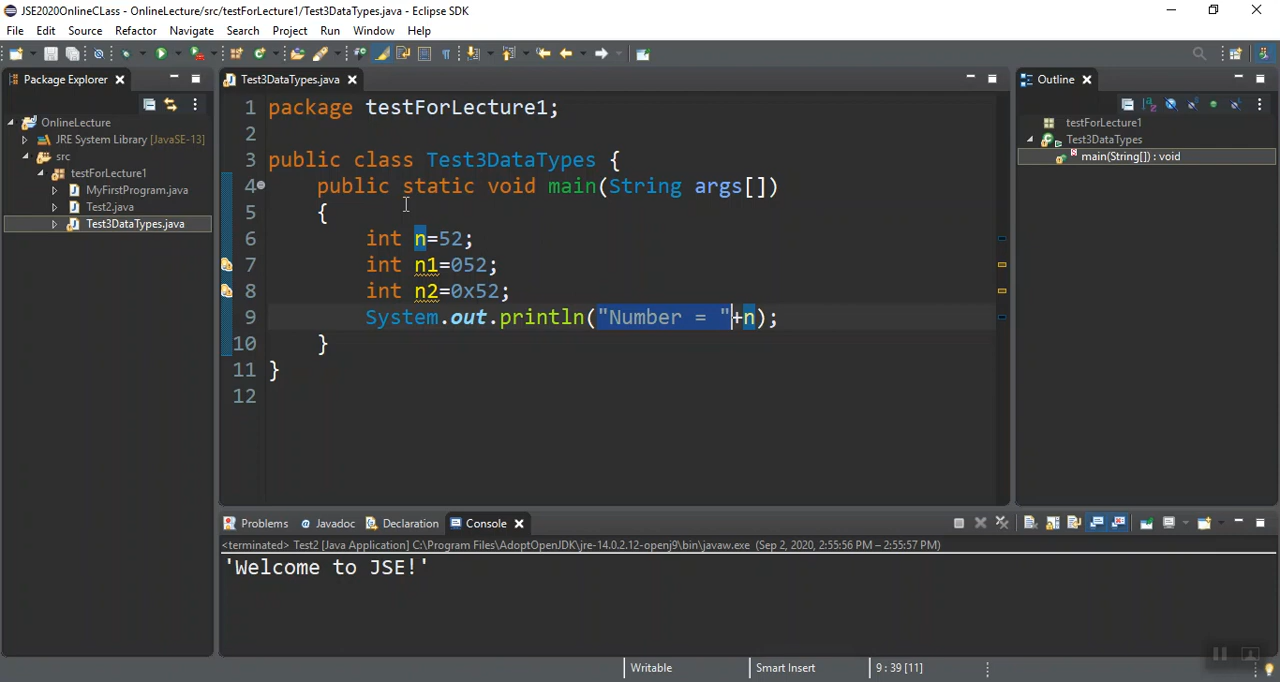 JSE2020OnlineCLass - OnlineLecture/src/testForLecture1/Test3DataTypes.java - Eclipse SDK
File Edit Source Refactor Navigate Search Project Run Window Help
Package Explorer
OnlineLecture
JRE System Library [JavaSE-13]
src
testForLecture1
MyFirstProgram.java
Test2.java
Test3DataTypes.java
Test3DataTypes.java
1 package testForLecture1;
2
3 public class Test3DataTypes {
4 public static void main(String args[])
5 {
6 int n=52;
7 int n1=052;
8 int n2=0x52;
9 System.out.println("Number = "+n);
10 }
11 }
12
Outline
testForLecture1
Test3DataTypes
main(String[]) : void
Problems Javadoc Declaration Console
<terminated> Test2 [Java Application] C:\Program Files\AdoptOpenJDK\jre-14.0.2.12-openj9\bin\javaw.exe (Sep 2, 2020, 2:55:56 PM – 2:55:57 PM)
'Welcome to JSE!'
Writable Smart Insert 9 : 39 [11]